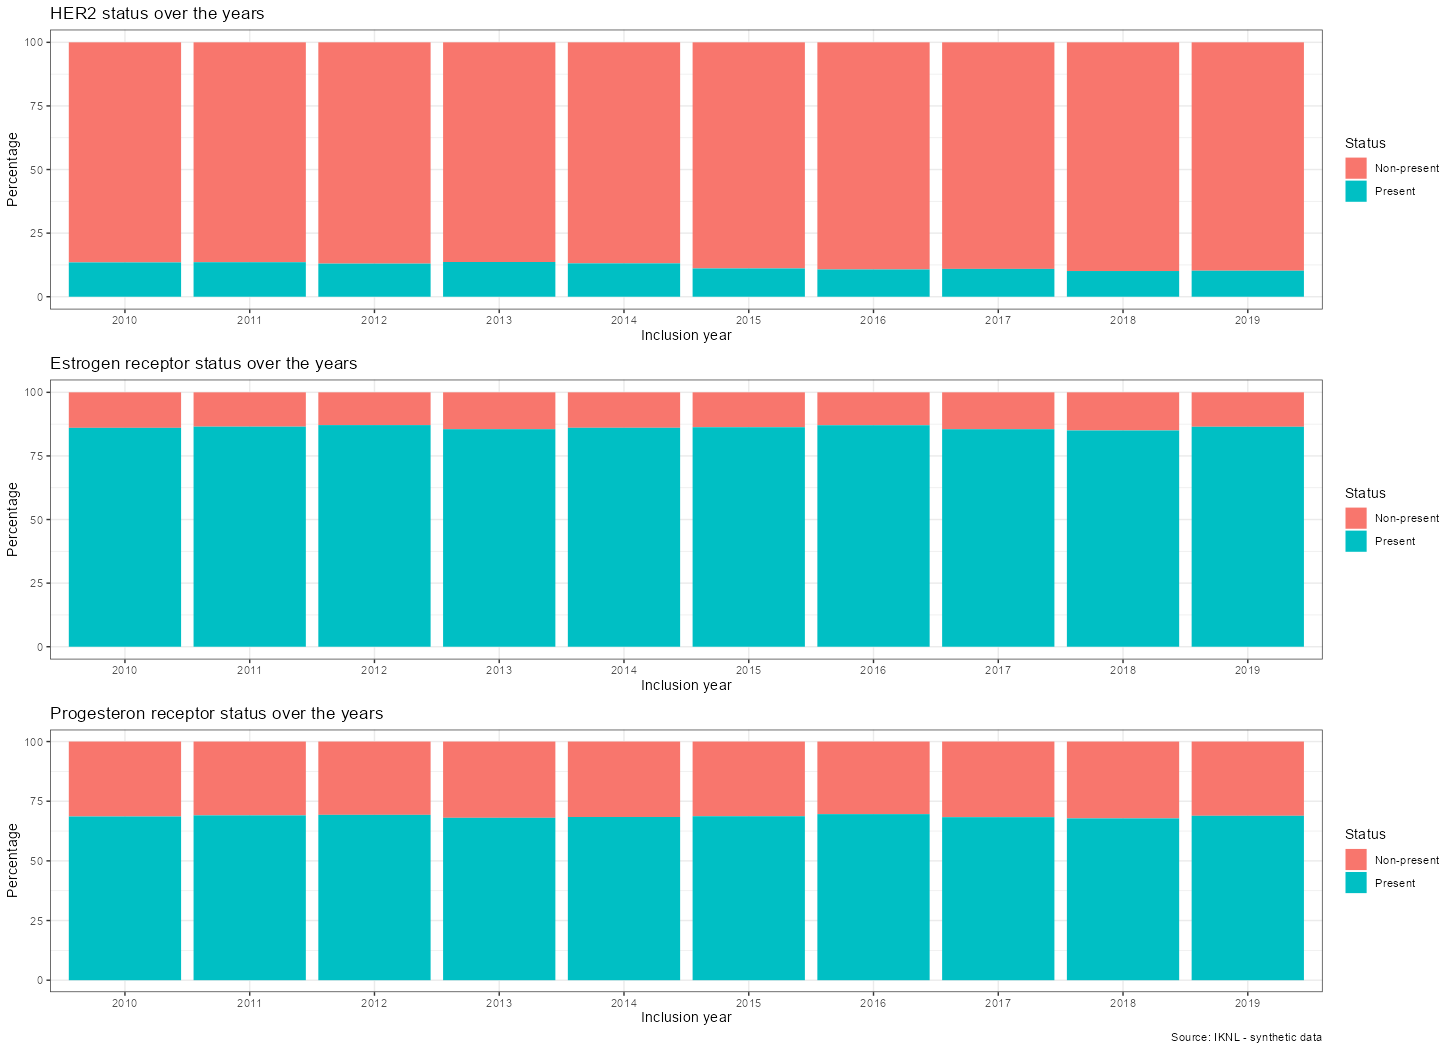 HER2 status over the years
100
75
50
25
0
Percentage
2010 2011 2012 2013 2014 2015 2016 2017 2018 2019
Inclusion year
Status
Non-present
Present
Estrogen receptor status over the years
100
75
50
25
0
Percentage
2010 2011 2012 2013 2014 2015 2016 2017 2018 2019
Inclusion year
Status
Non-present
Present
Progesteron receptor status over the years
100
75
50
25
0
Percentage
2010 2011 2012 2013 2014 2015 2016 2017 2018 2019
Inclusion year
Status
Non-present
Present
Source: IKNL - synthetic data